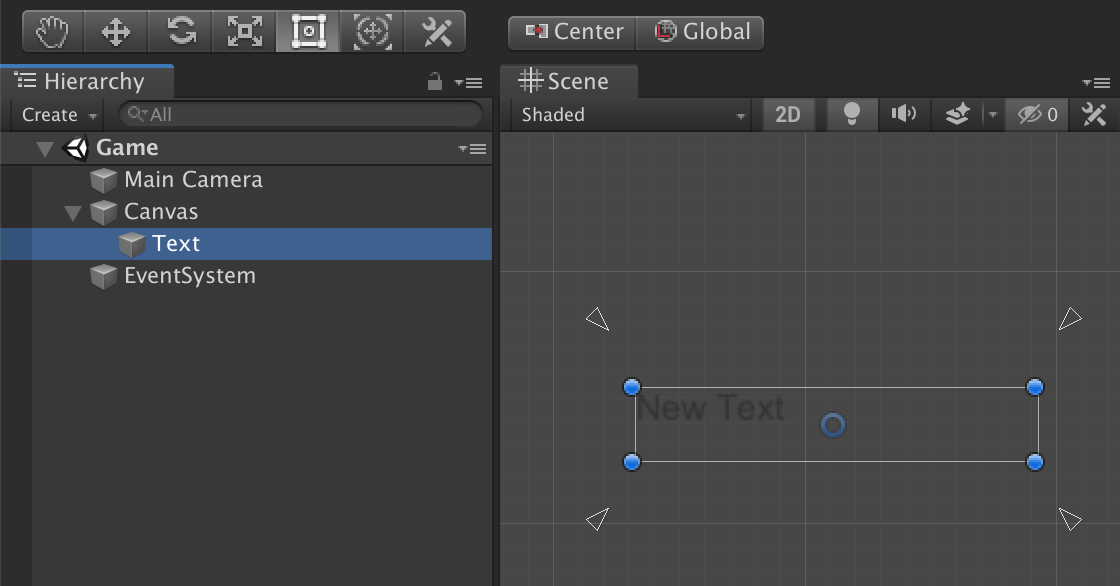 Center Global
Hierarchy
Scene
Create All
Shaded 2D 0
Game
Main Camera
Canvas
Text
EventSystem
New Text